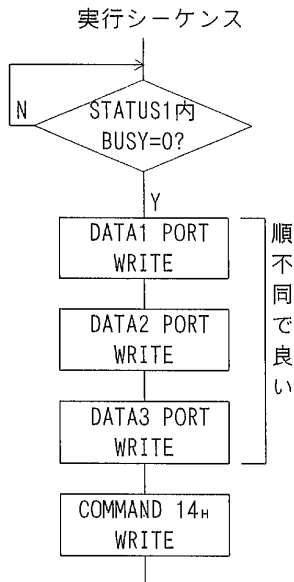 実行シーケンス
STATUS1内
BUSY=0?
N
Y
DATA1 PORT
WRITE
DATA2 PORT
WRITE
DATA3 PORT
WRITE
順不同で良い
COMMAND 14H
WRITE